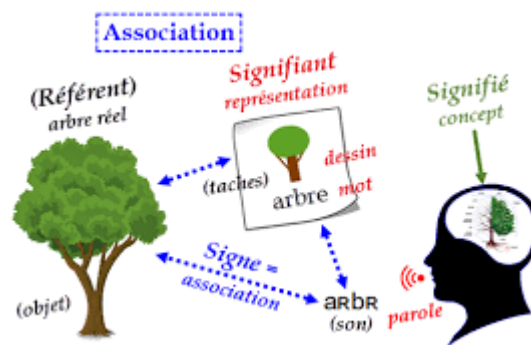 Association
(Référent)
arbre réel
(objet)
Signifiant
représentation
dessin
(taches)
mot
arbre
Signe =
association
aRbR
(son)
parole
Signifié
concept